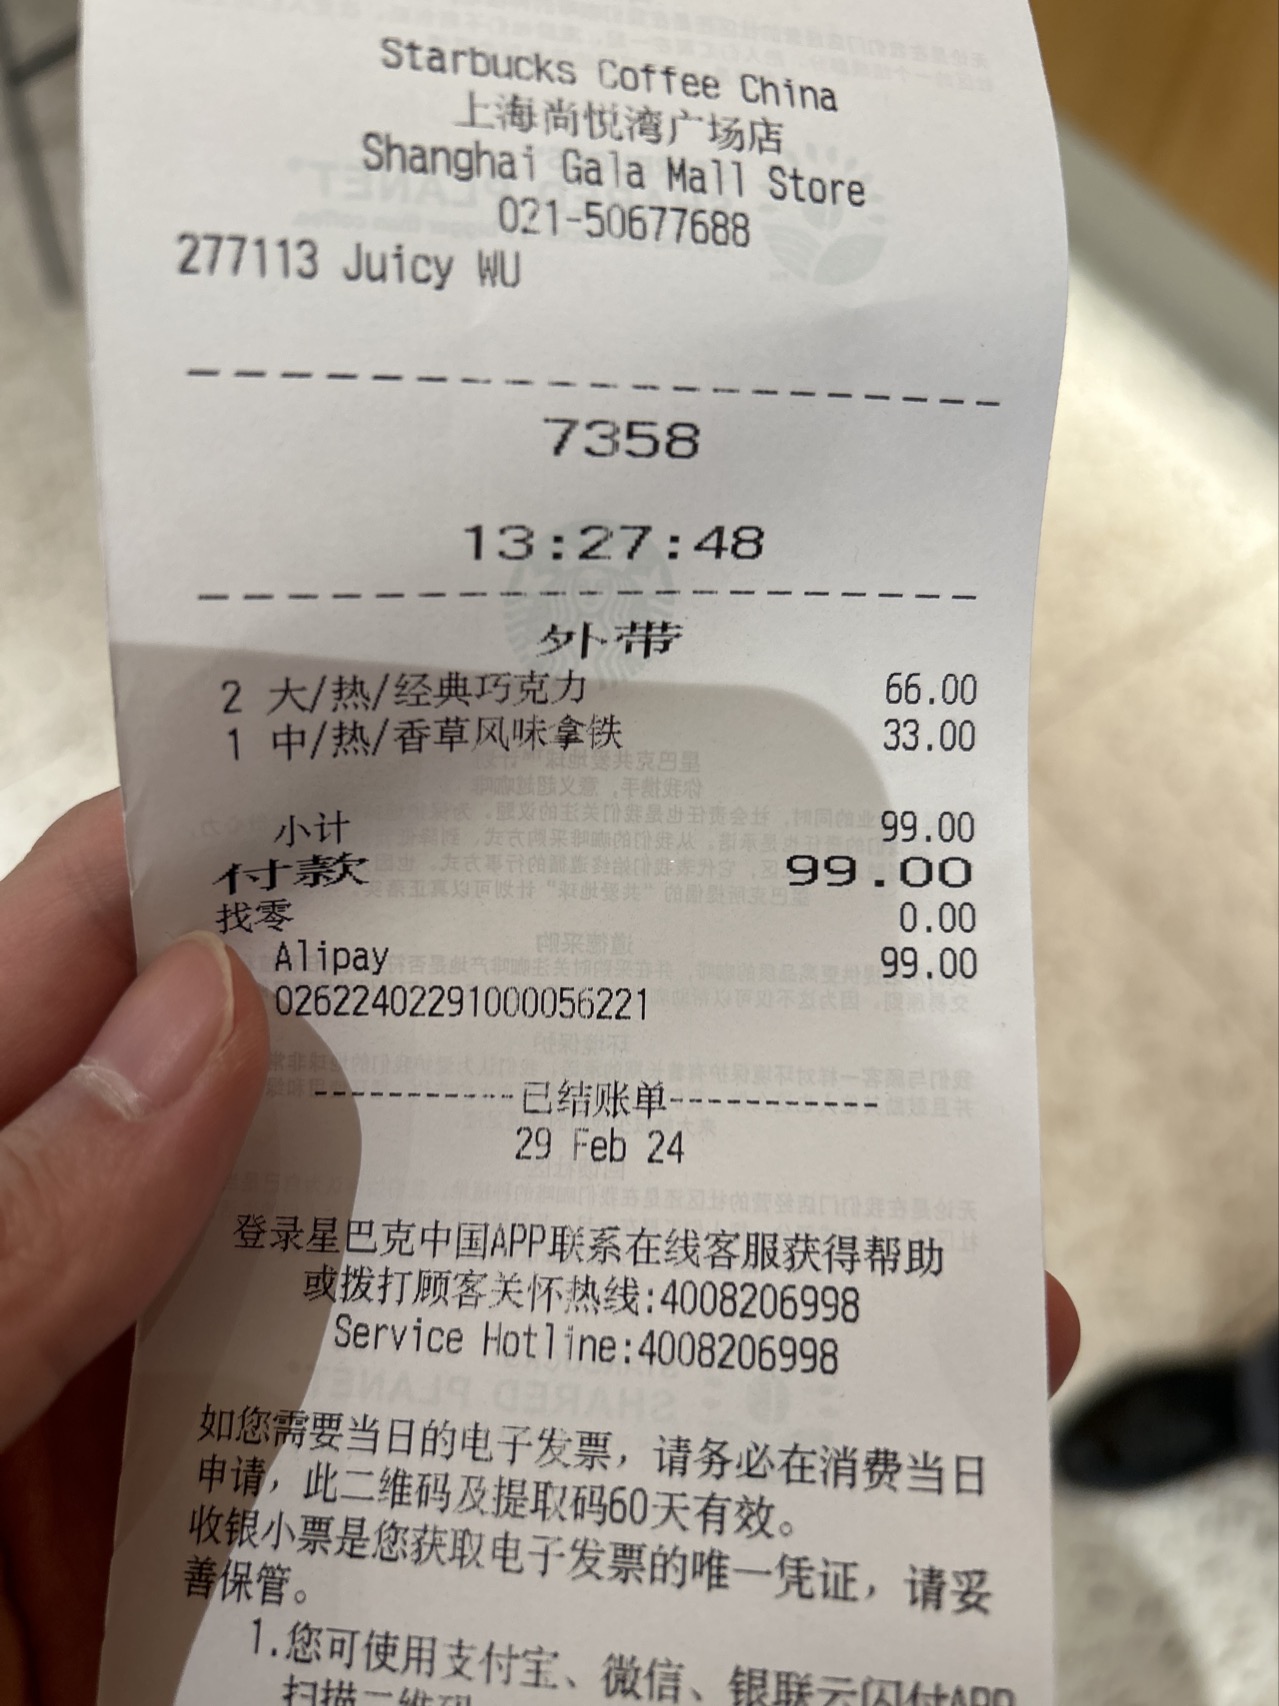 Starbucks Coffee China
上海尚悦湾广场店
Shanghai Gala Mall Store
021-50677688
277113 Juicy WU
7358
13:27:48
外带
2 大/热/经典巧克力 66.00
1 中/热/香草风味拿铁 33.00
小计 99.00
付款 99.00
找零 0.00
Alipay 99.00
02622402291000056221
-----------已结账单-----------
29 Feb 24
登录星巴克中国APP联系在线客服获得帮助
或拨打顾客关怀热线:4008206998
Service Hotline:4008206998
如您需要当日的电子发票，请务必在消费当日
申请，此二维码及提取码60天有效。
收银小票是您获取电子发票的唯一凭证，请妥
善保管。
1.您可使用支付宝、微信、银联云闪付APP
扫描二维码